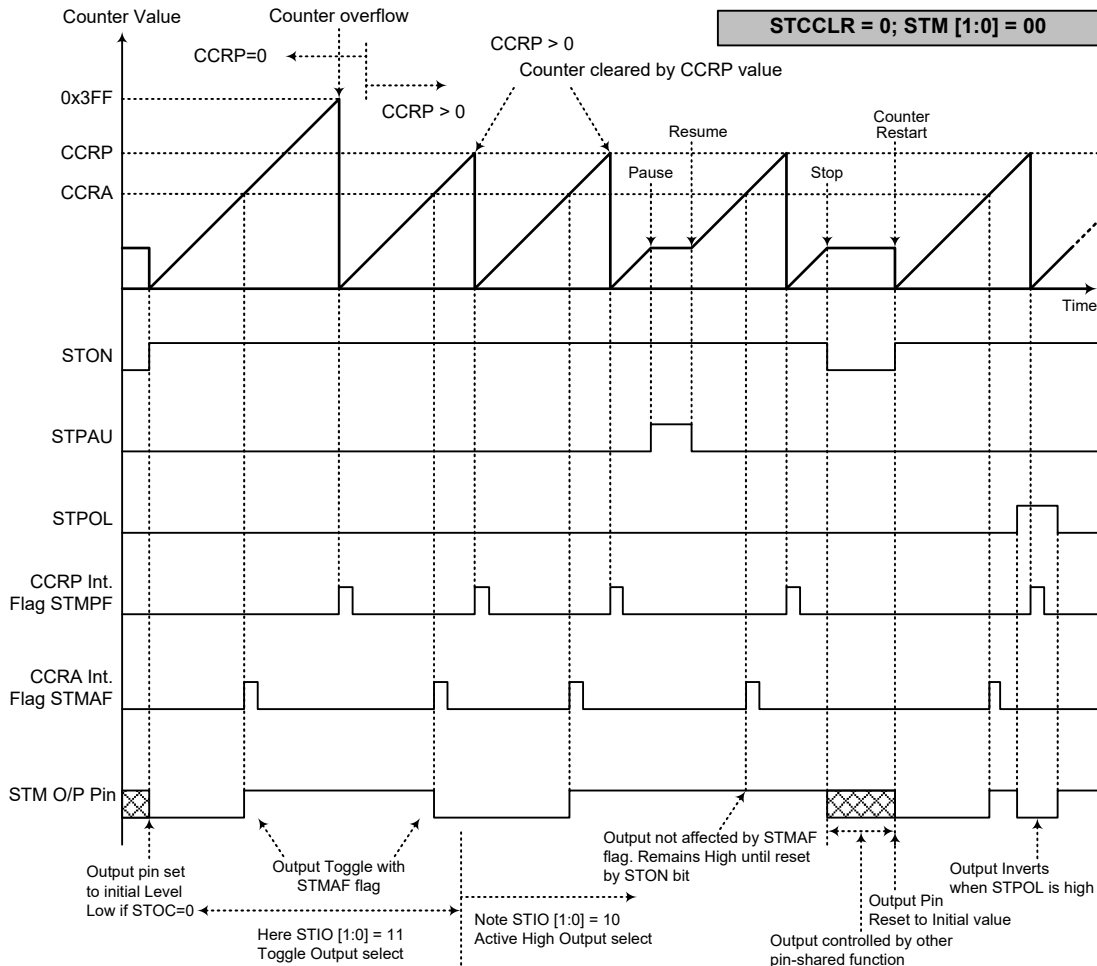 Counter Value
Counter overflow
STCCLR = 0; STM [1:0] = 00
CCRP=0
CCRP > 0
CCRP > 0
Counter cleared by CCRP value
0x3FF
CCRP
CCRA
Pause
Resume
Stop
Counter
Restart
Time
STON
STPAU
STPOL
CCRP Int.
Flag STMPF
CCRA Int.
Flag STMAF
STM O/P Pin
Output pin set
to initial Level
Low if STOC=0
Output Toggle with
STMAF flag
Here STIO [1:0] = 11
Toggle Output select
Note STIO [1:0] = 10
Active High Output select
Output not affected by STMAF
flag. Remains High until reset
by STON bit
Output controlled by other
pin-shared function
Output Pin
Reset to Initial value
Output Inverts
when STPOL is high